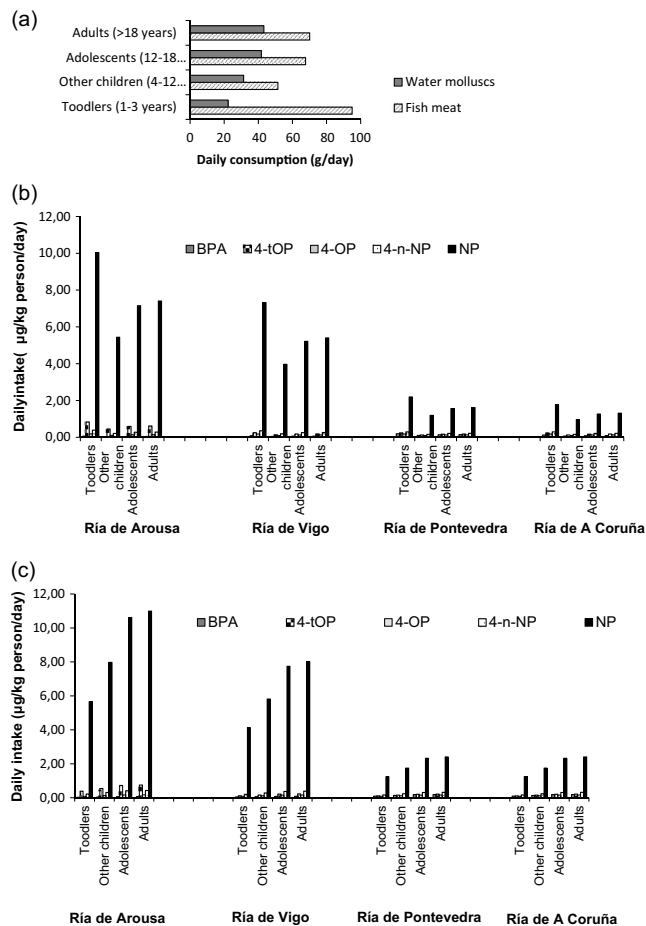 (a)
Adults (>18 years)
Adolescents (12-18...
Other children (4-12...
Toodlers (1-3 years)
Water molluscs
Fish meat
0 20 40 60 80 100
Daily consumption (g/day)
(b)
12,00
10,00
8,00
6,00
4,00
2,00
0,00
Dailyintake( µg/kg person/day)
BPA 4-tOP 4-OP 4-n-NP NP
Toodlers
Other
children
Adolescents
Adults
Toodlers
Other
children
Adolescents
Adults
Toodlers
Other
children
Adolescents
Adults
Toodlers
Other
children
Adolescents
Adults
Ría de Arousa Ría de Vigo Ría de Pontevedra Ría de A Coruña
(c)
12,00
10,00
8,00
6,00
4,00
2,00
0,00
Daily intake (µg/kg person/day)
BPA 4-tOP 4-OP 4-n-NP NP
Toodlers
Other children
Adolescents
Adults
Toodlers
Other children
Adolescents
Adults
Toodlers
Other children
Adolescents
Adults
Toodlers
Other children
Adolescents
Adults
Ría de Arousa Ría de Vigo Ría de Pontevedra Ría de A Coruña